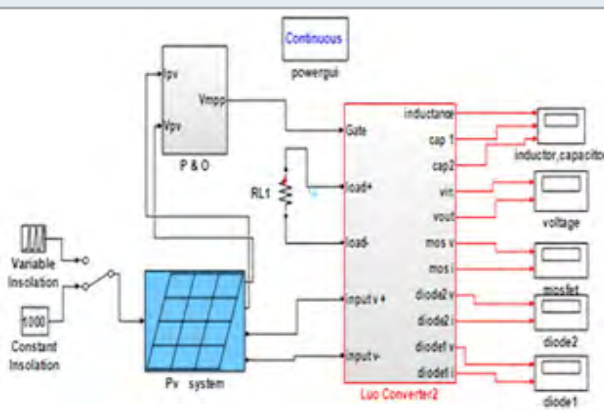 Continuous
powergui
Ipv
Vpv
Vmpp
P & O
Gate
load+
load-
input v +
input v-
RL1
inductance
cap 1
cap2
vin
vout
mos v
mos i
diode2 v
diode2 i
diode1 v
diode1 i
Luo Converter2
inductor,capacitor
voltage
mosfet
diode2
diode1
Variable
Insolation
1000
Constant
Insolation
Pv system